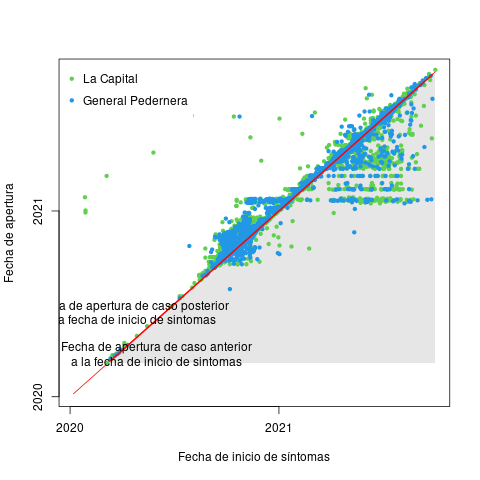 La Capital
General Pedernera
a de apertura de caso posterior
a fecha de inicio de síntomas
Fecha de apertura de caso anterior
a la fecha de inicio de síntomas
Fecha de apertura
2021
2020
2020
2021
Fecha de inicio de síntomas